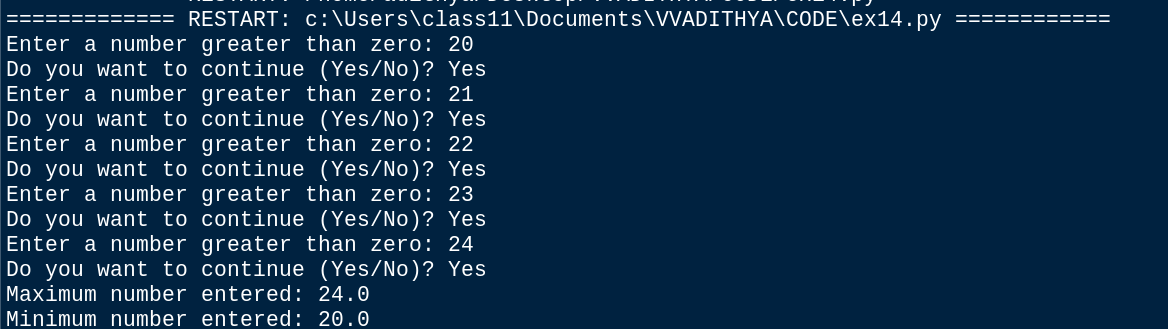 ============= RESTART: c:\Users\class11\Documents\VVADITHYA\CODE\ex14.py ============
Enter a number greater than zero: 20
Do you want to continue (Yes/No)? Yes
Enter a number greater than zero: 21
Do you want to continue (Yes/No)? Yes
Enter a number greater than zero: 22
Do you want to continue (Yes/No)? Yes
Enter a number greater than zero: 23
Do you want to continue (Yes/No)? Yes
Enter a number greater than zero: 24
Do you want to continue (Yes/No)? Yes
Maximum number entered: 24.0
Minimum number entered: 20.0